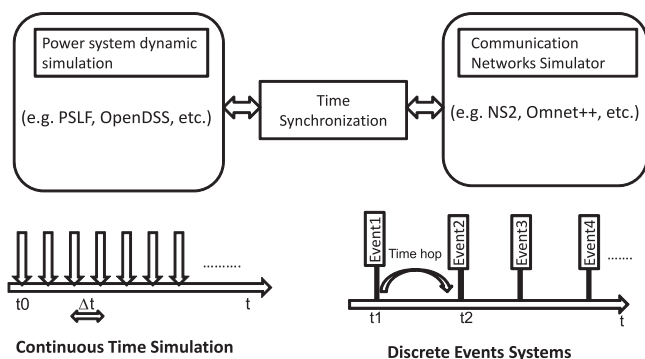 Power system dynamic
simulation
(e.g. PSLF, OpenDSS, etc.)
Time
Synchronization
Communication
Networks Simulator
(e.g. NS2, Omnet++, etc.)
t0
Δt
..........
t
Continuous Time Simulation
Event1
Time hop
Event2
Event3
Event4
.......
t1
t2
t
Discrete Events Systems